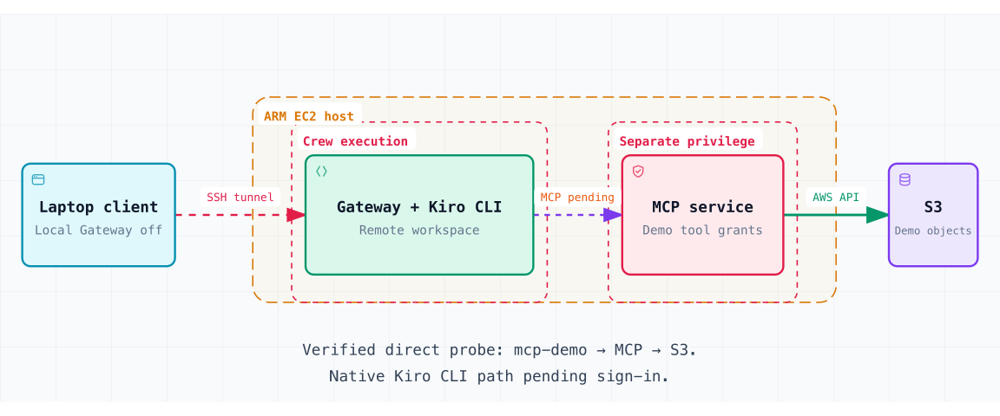 ARM EC2 host
Crew execution
Separate privilege
Laptop client
Local Gateway off
SSH tunnel
Gateway + Kiro CLI
Remote workspace
MCP pending
MCP service
Demo tool grants
AWS API
S3
Demo objects
Verified direct probe: mcp-demo → MCP → S3.
Native Kiro CLI path pending sign-in.